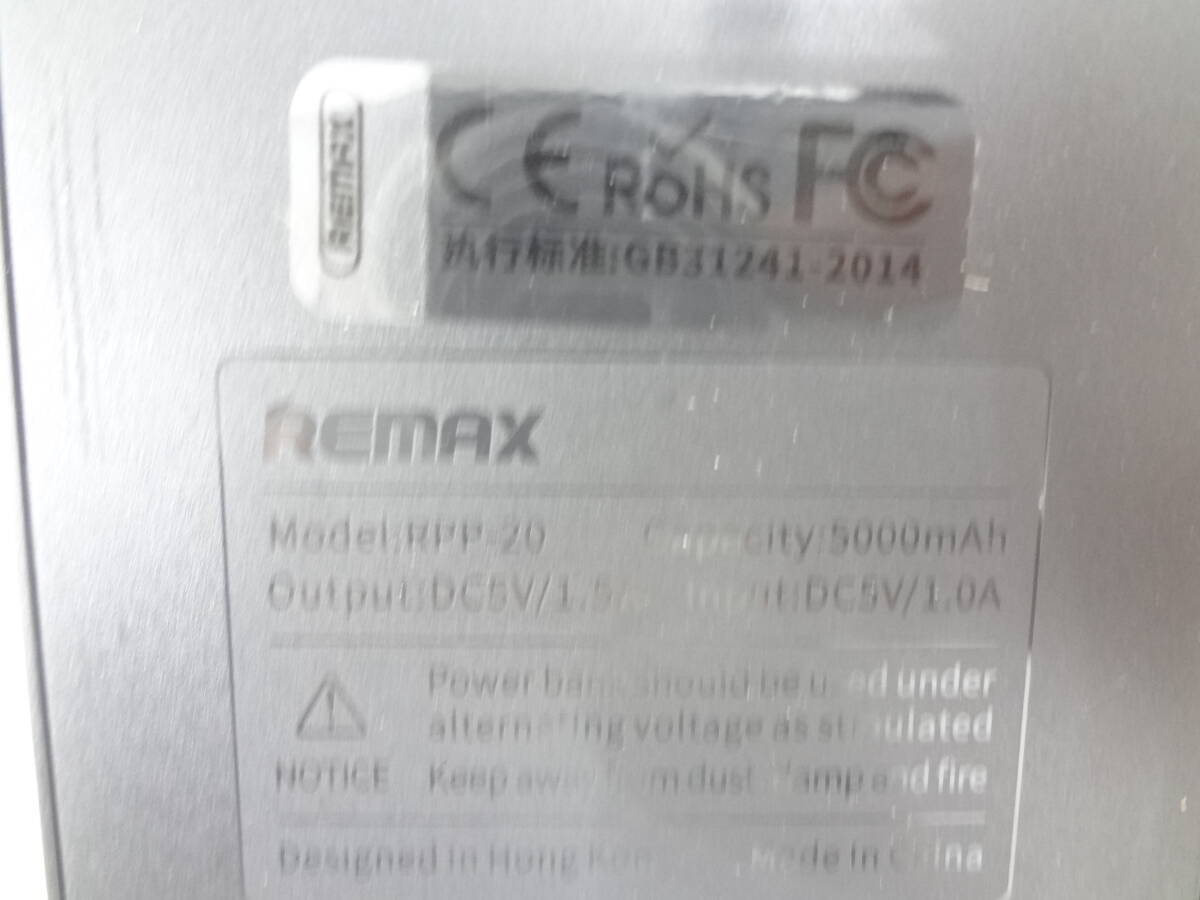 REMAX
CE RoHS FC
执行标准:GB31241-2014
REMAX
Model:RPP-20 Capacity:5000mAh
Output:DC5V/1.5A Input:DC5V/1.0A
Power bank should be used under
alternating voltage as stipulated
NOTICE Keep away from dust damp and fire
Designed in Hong Kong Made in China